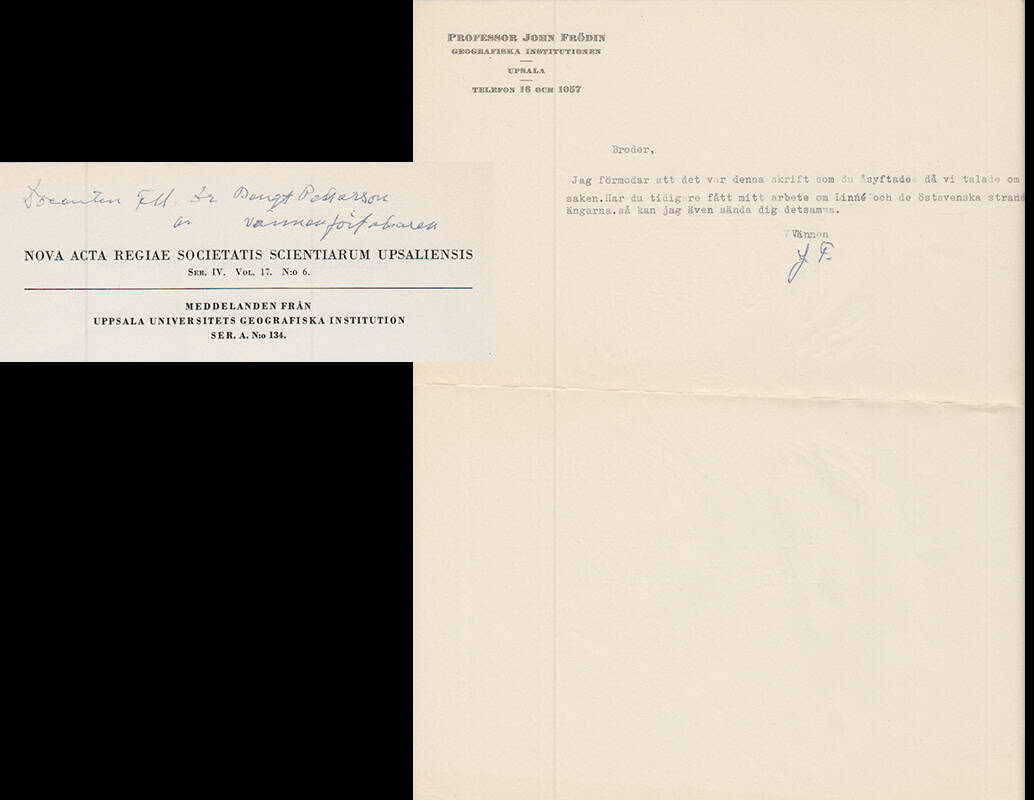 Docenten Fil. Dr Bengt Pettersson
av vännen författaren
NOVA ACTA REGIAE SOCIETATIS SCIENTIARUM UPSALIENSIS
SER. IV. VOL. 17. N:o 6.
MEDDELANDEN FRÅN
UPPSALA UNIVERSITETS GEOGRAFISKA INSTITUTION
SER. A. N:o 134.
PROFESSOR JOHN FRÖDIN
GEOGRAFISKA INSTITUTIONEN
UPSALA
TELEFON 16 OCH 1057
Broder,
Jag förmodar att det var denna skrift som du åsyftades då vi talade om
saken.Har du tidigare fått mitt arbete om Linné och de östsvenska strand
ängarna.så kan jag även sända dig detsamma.
Vännen
J F.